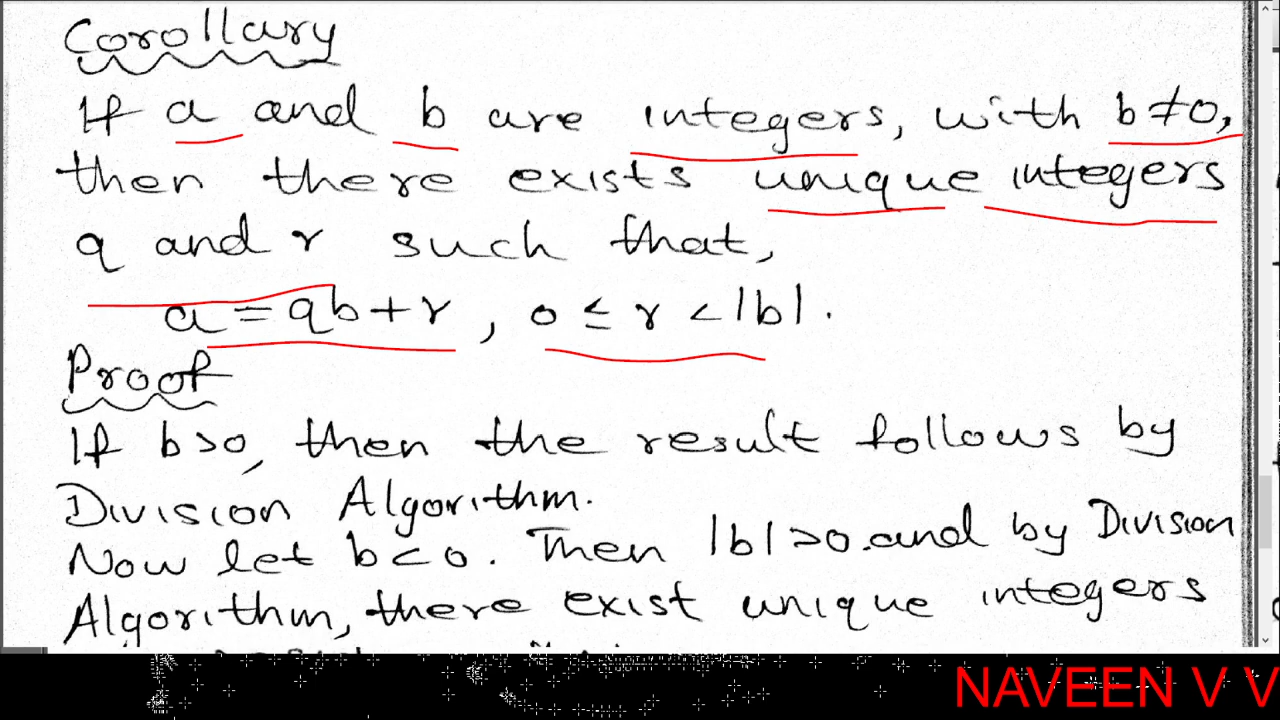 Corollary
If a and b are integers, with b≠0,
then there exists unique integers
q and r such that,
a = qb + r , 0 ≤ r < |b|.
Proof
If b>0, then the result follows by
Division Algorithm.
Now let b<0. Then |b|>0. and by Division
Algorithm, there exist unique integers
NAVEEN V V